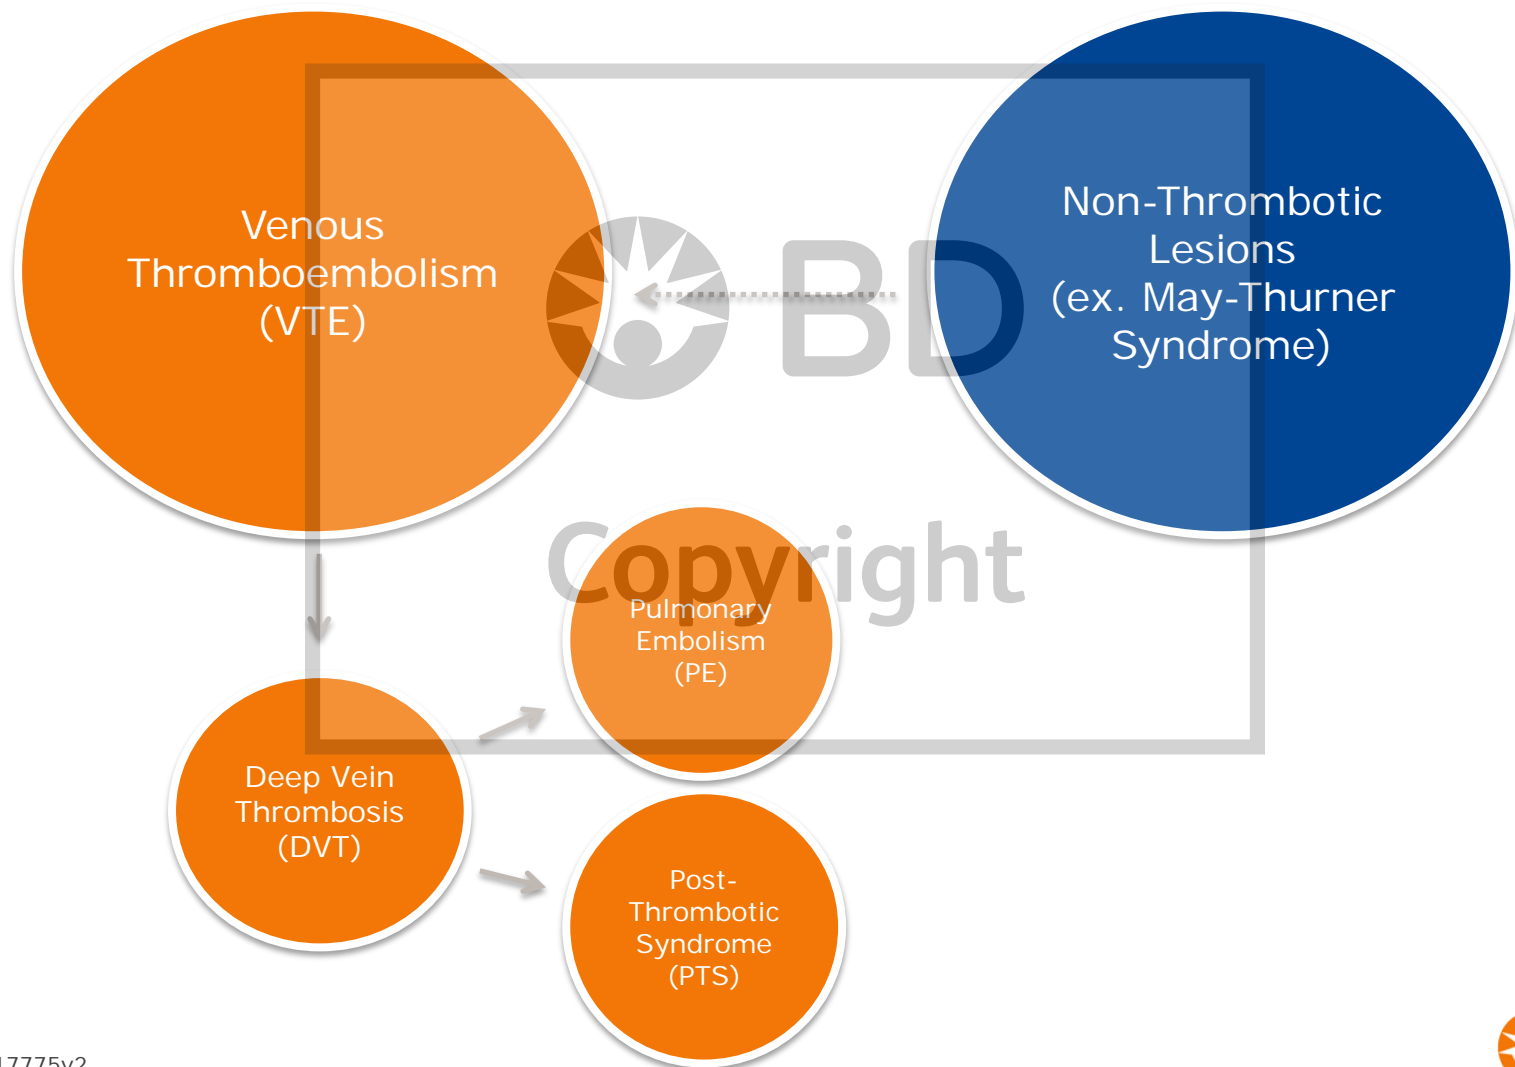 Venous
Thromboembolism
(VTE)
Non-Thrombotic
Lesions
(ex. May-Thurner
Syndrome)
BD
Copyright
Pulmonary
Embolism
(PE)
Deep Vein
Thrombosis
(DVT)
Post-
Thrombotic
Syndrome
(PTS)
17775v2